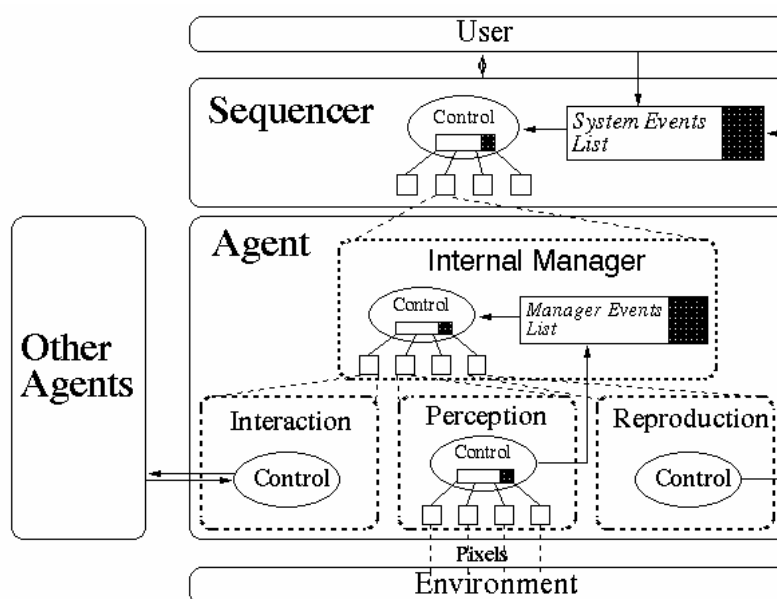 User
Sequencer
Control
System Events
List
Agent
Internal Manager
Control
Manager Events
List
Other
Agents
Interaction
Perception
Reproduction
Control
Control
Control
Pixels
Environment